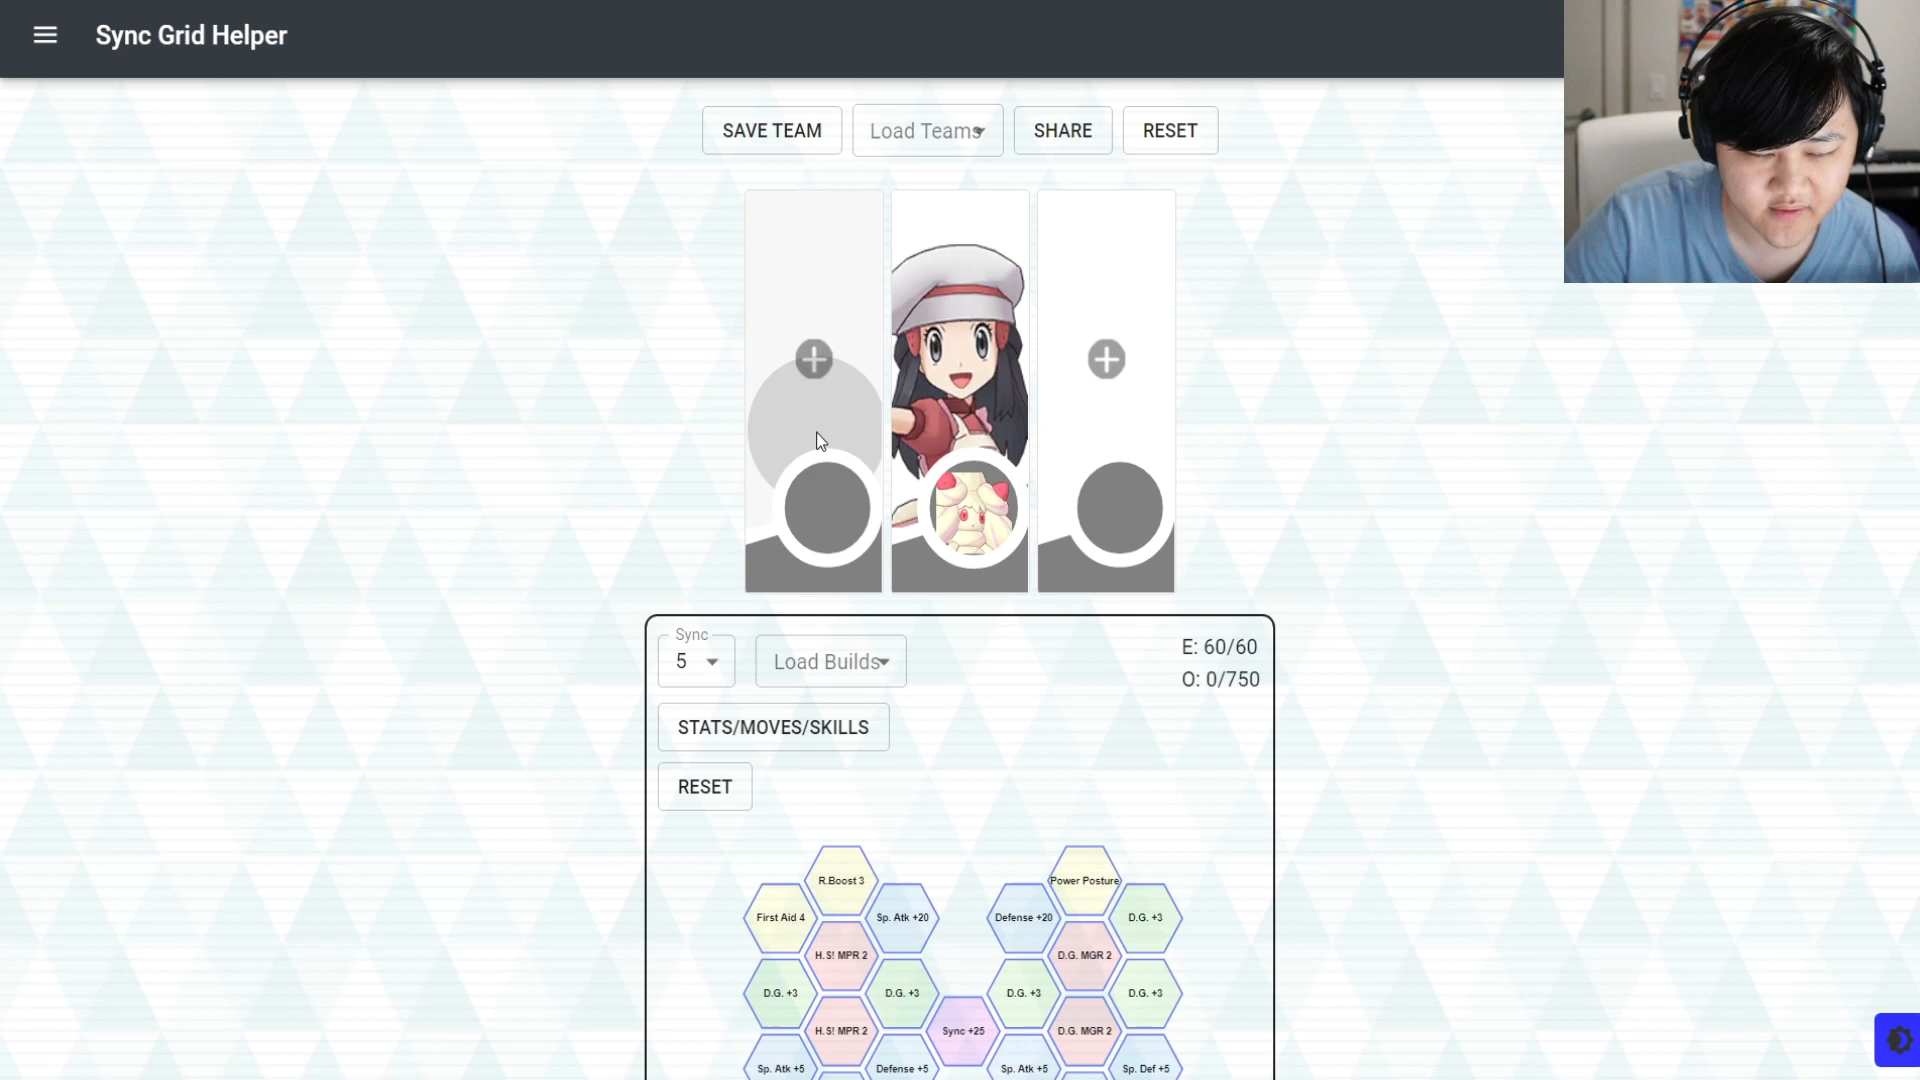 Sync Grid Helper
SAVE TEAM
Load Teams
SHARE
RESET
Sync
5
Load Builds
E: 60/60
O: 0/750
STATS/MOVES/SKILLS
RESET
R.Boost 3
Power Posture
First Aid 4
Sp. Atk +20
Defense +20
D.G. +3
H.S! MPR 2
D.G. MGR 2
D.G. +3
D.G. +3
D.G. +3
D.G. +3
H.S! MPR 2
Sync +25
D.G. MGR 2
Sp. Atk +5
Defense +5
Sp. Atk +5
Sp. Def +5